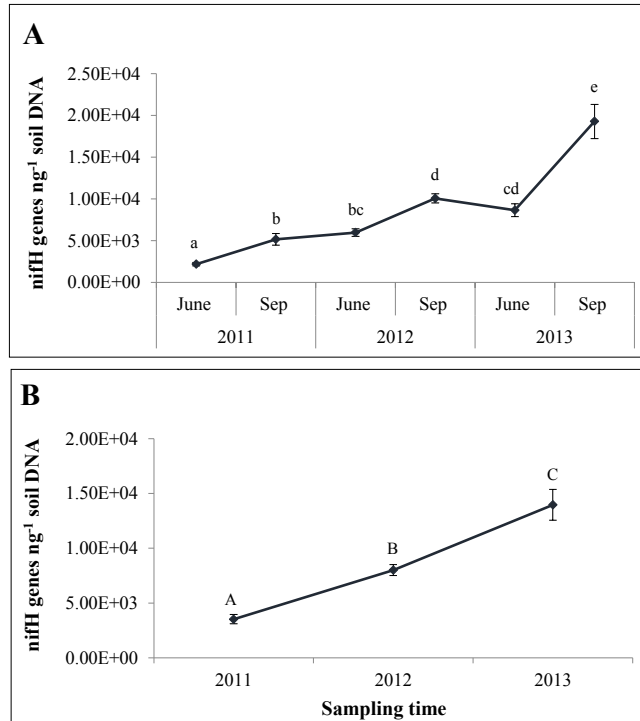 A
nifH genes ng⁻¹ soil DNA
2.50E+04
2.00E+04
1.50E+04
1.00E+04
5.00E+03
0.00E+00
a
b
bc
d
cd
e
June Sep June Sep June Sep
2011 2012 2013
B
nifH genes ng⁻¹ soil DNA
2.00E+04
1.50E+04
1.00E+04
5.00E+03
0.00E+00
A
B
C
2011 2012 2013
Sampling time